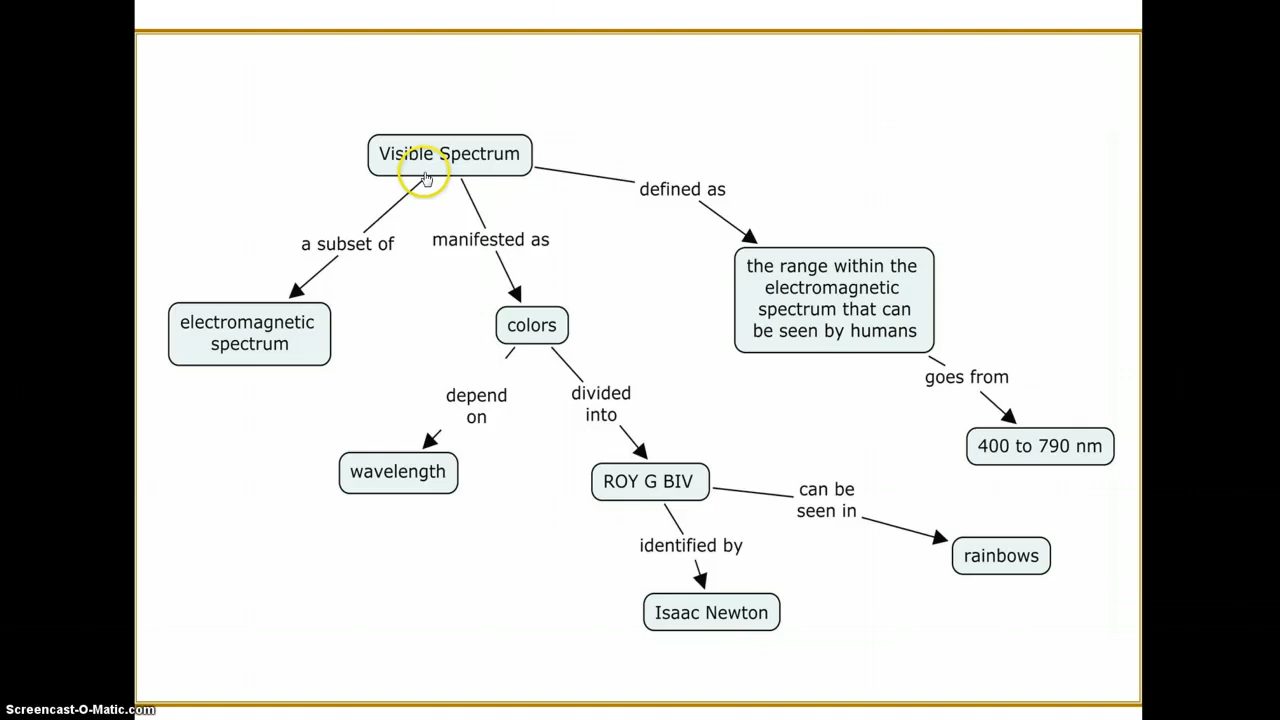 Visible Spectrum
defined as
a subset of
manifested as
the range within the
electromagnetic
spectrum that can
be seen by humans
electromagnetic
spectrum
colors
goes from
depend
on
divided
into
400 to 790 nm
wavelength
ROY G BIV
can be
seen in
identified by
rainbows
Isaac Newton
Screencast-O-Matic.com